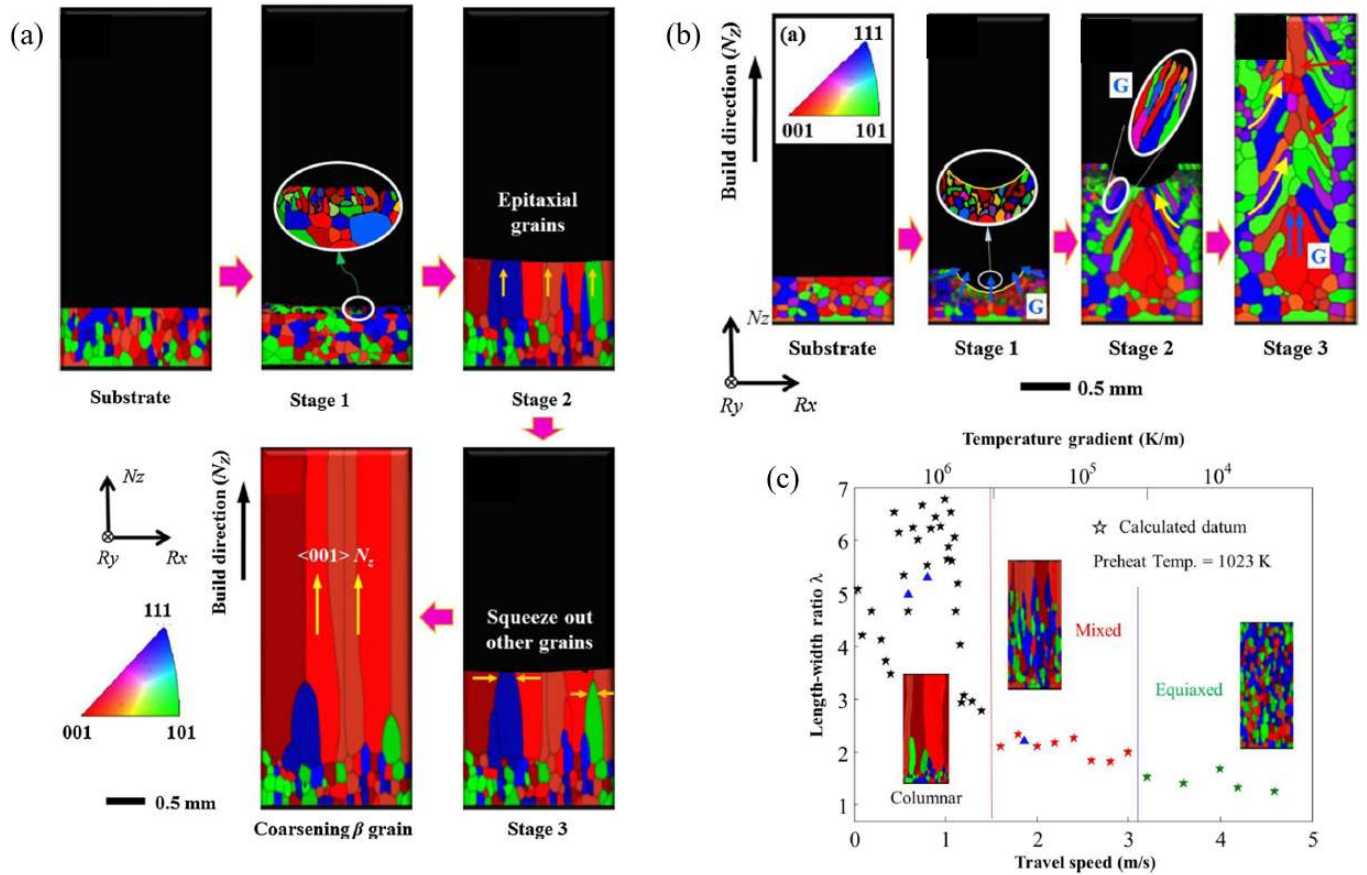 (a)
Substrate
Stage 1
Epitaxial
grains
Stage 2
Nz
Ry
Rx
111
001
101
0.5 mm
Build direction (NZ)
<001> Nz
Coarsening β grain
Squeeze out
other grains
Stage 3
(b)
Build direction (NZ)
(a)
111
001
101
Substrate
G
Stage 1
G
Stage 2
G
Stage 3
Nz
Ry
Rx
0.5 mm
(c)
Temperature gradient (K/m)
10⁶
10⁵
10⁴
Length-width ratio λ
7
6
5
4
3
2
1
☆ Calculated datum
Preheat Temp. = 1023 K
Mixed
Equiaxed
Columnar
0
1
2
3
4
5
Travel speed (m/s)